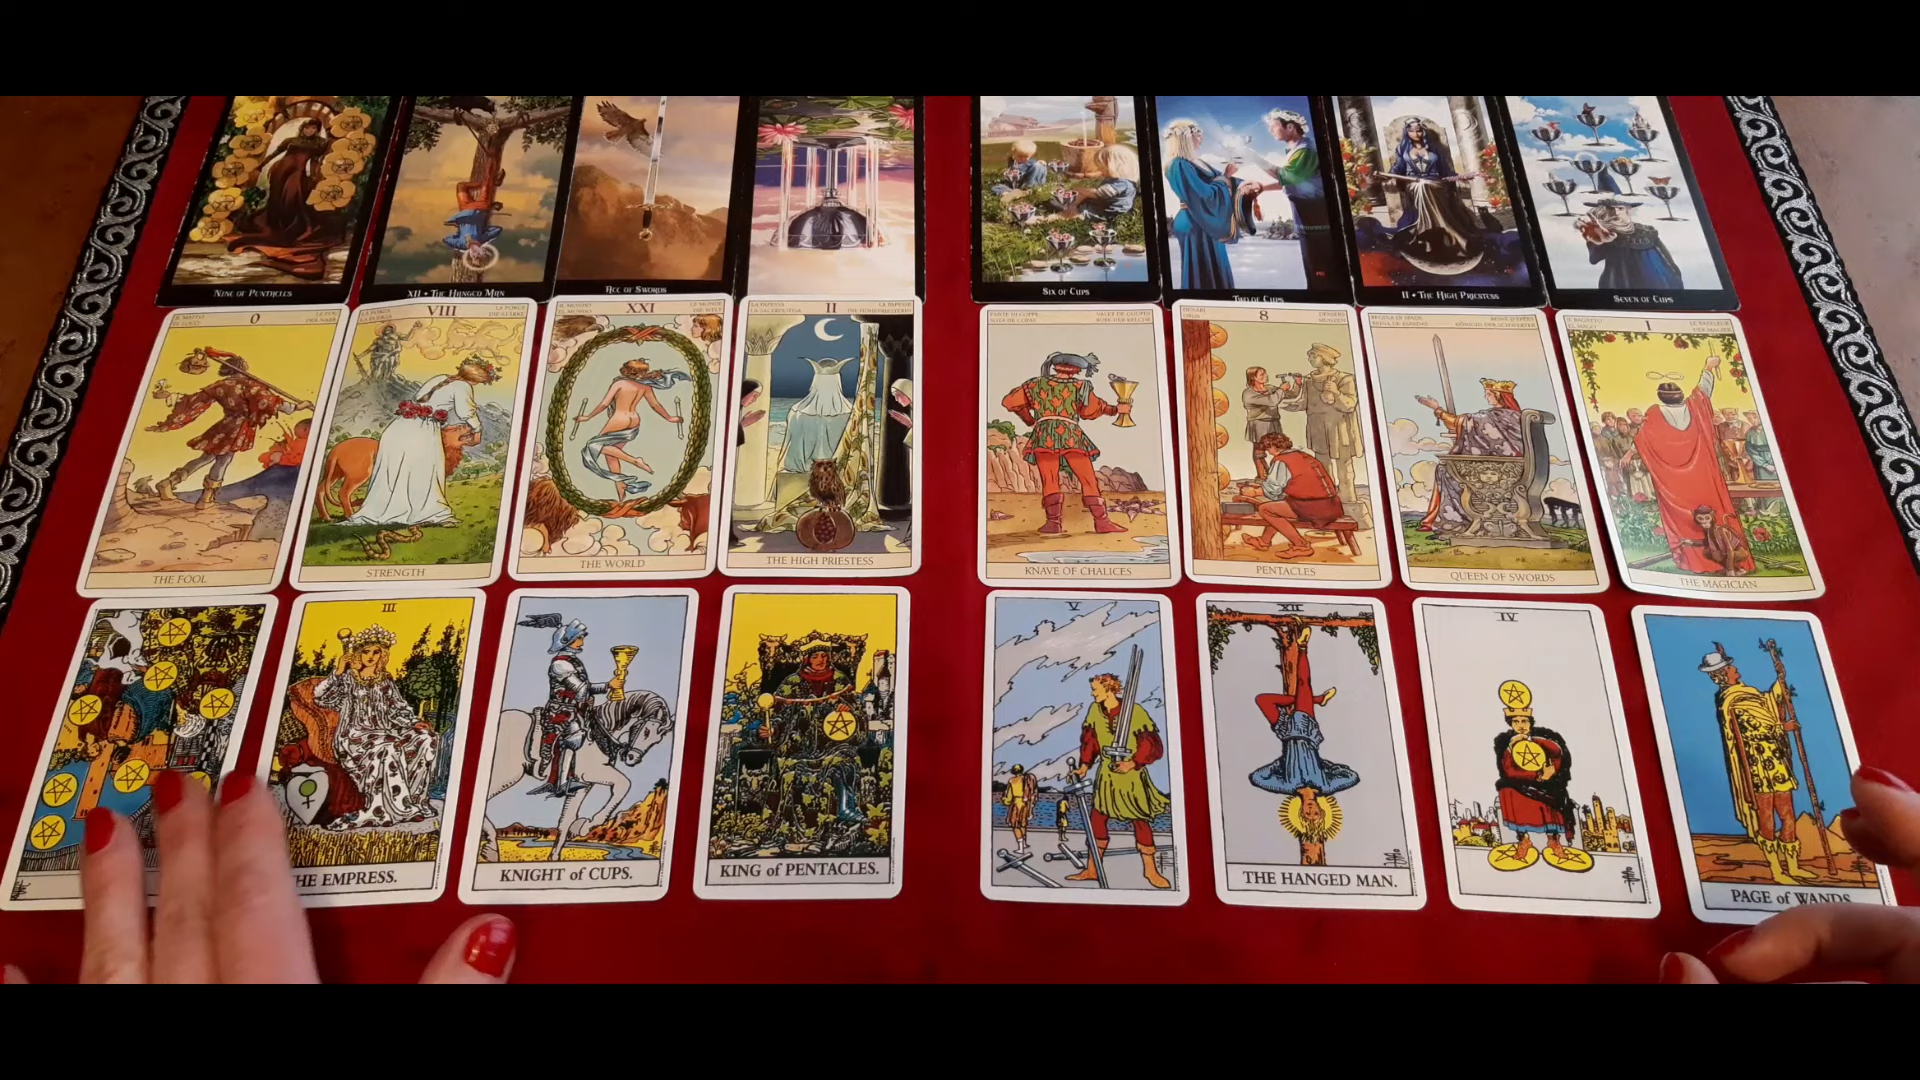 NINE OF PENTACLES
XII • THE HANGED MAN
ACE OF SWORDS
SIX OF CUPS
TWO OF CUPS
II • THE HIGH PRIESTESS
SEVEN OF CUPS
0
THE FOOL
VIII
STRENGTH
XXI
THE WORLD
II
THE HIGH PRIESTESS
KNAVE OF CHALICES
8
PENTACLES
QUEEN OF SWORDS
I
THE MAGICIAN
III
HE EMPRESS.
KNIGHT of CUPS.
KING of PENTACLES.
V
XII
THE HANGED MAN.
IV
PAGE of WANDS